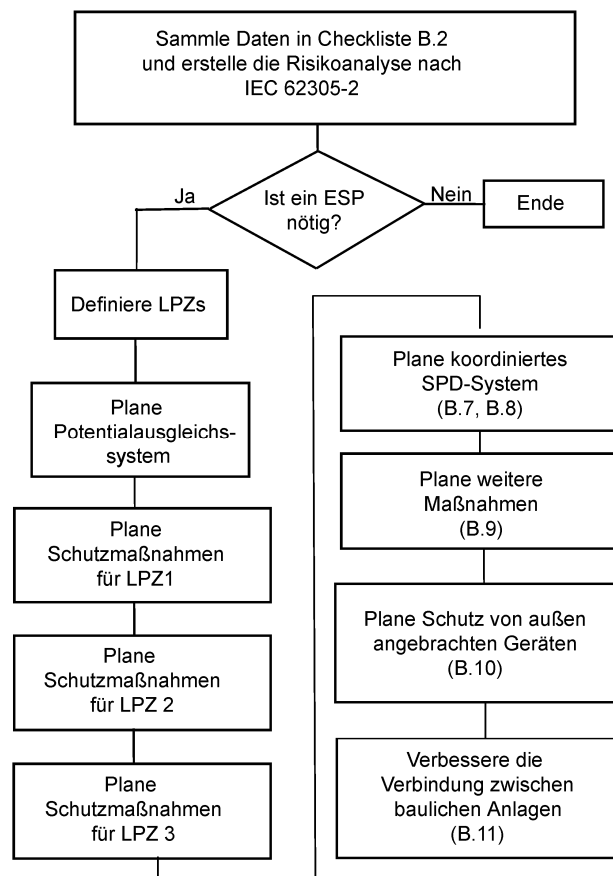 Sammle Daten in Checkliste B.2
und erstelle die Risikoanalyse nach
IEC 62305-2
Ist ein ESP
nötig?
Ja
Nein
Ende
Definiere LPZs
Plane
Potentialausgleichs-
system
Plane
Schutzmaßnahmen
für LPZ1
Plane
Schutzmaßnahmen
für LPZ 2
Plane
Schutzmaßnahmen
für LPZ 3
Plane koordiniertes
SPD-System
(B.7, B.8)
Plane weitere
Maßnahmen
(B.9)
Plane Schutz von außen
angebrachten Geräten
(B.10)
Verbessere die
Verbindung zwischen
baulichen Anlagen
(B.11)